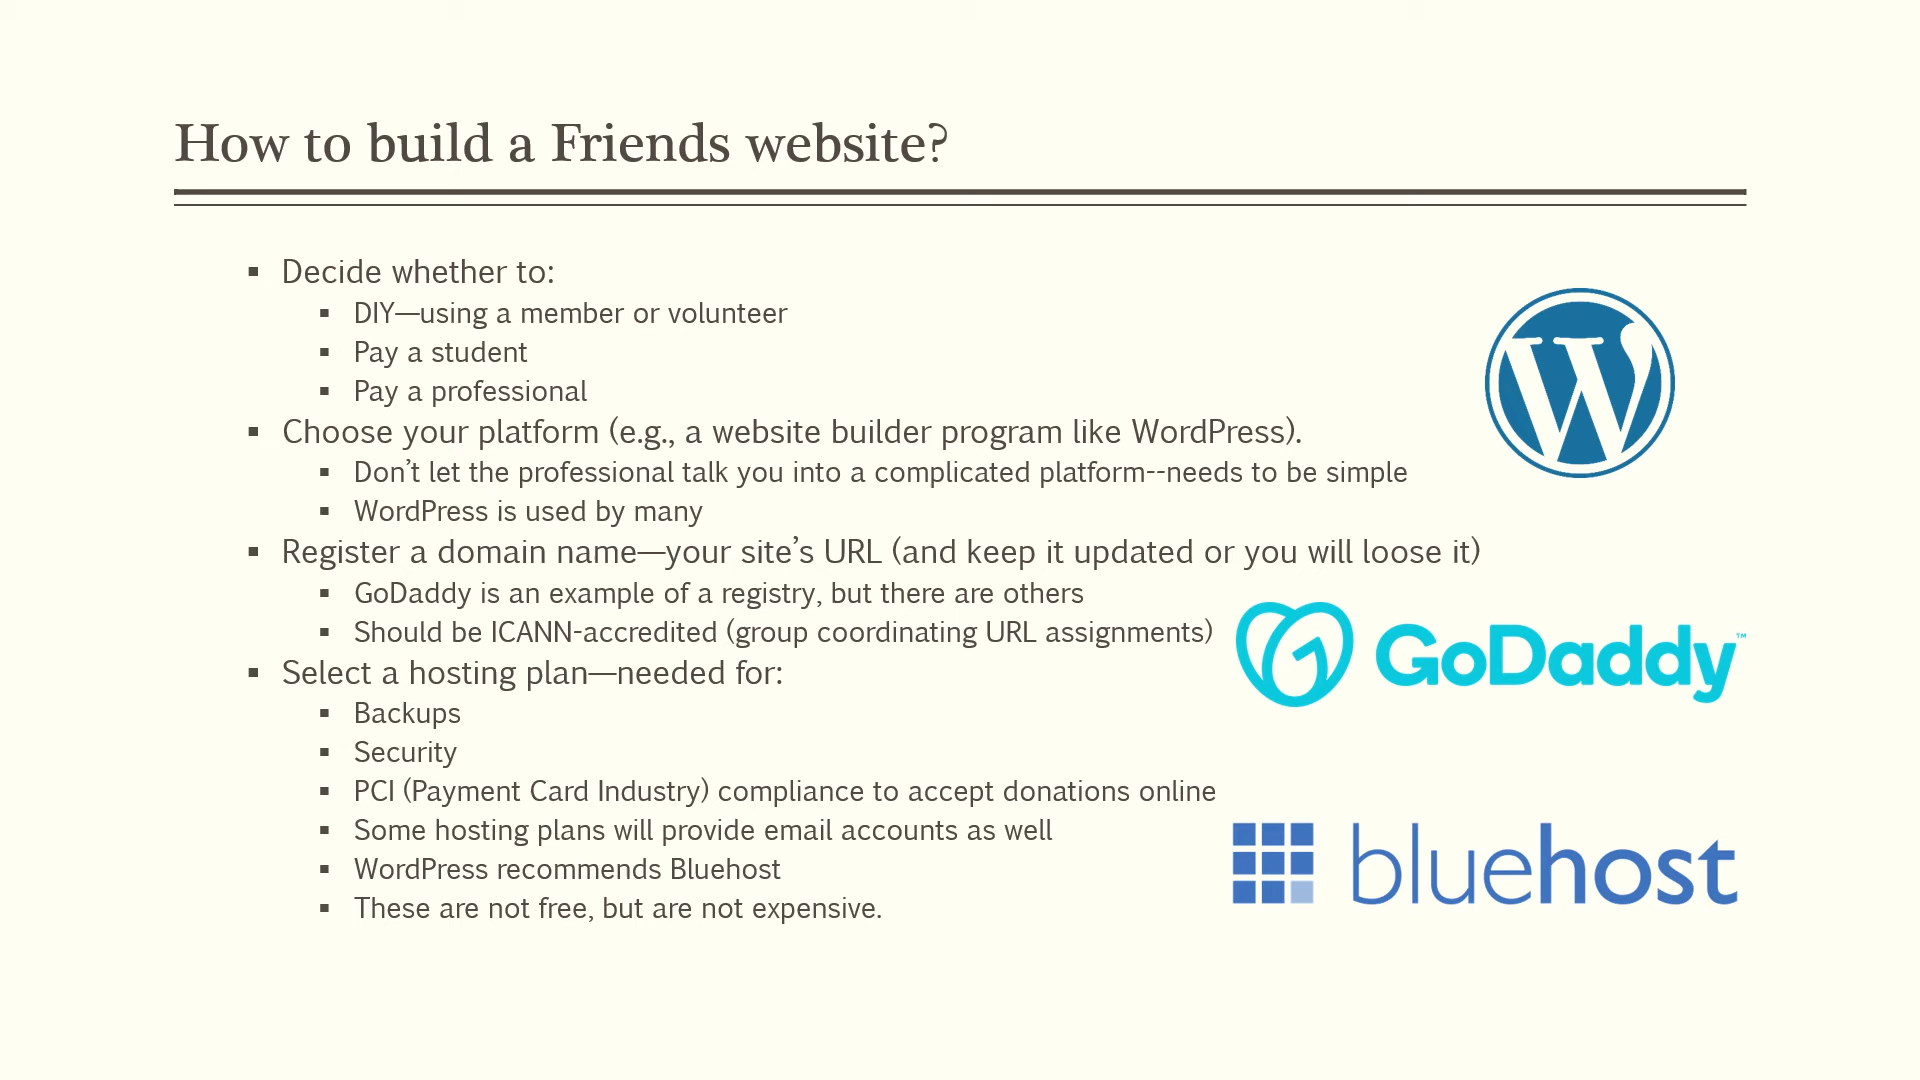 How to build a Friends website?
▪ Decide whether to:
▪ DIY—using a member or volunteer
▪ Pay a student
▪ Pay a professional
▪ Choose your platform (e.g., a website builder program like WordPress).
▪ Don’t let the professional talk you into a complicated platform--needs to be simple
▪ WordPress is used by many
▪ Register a domain name—your site’s URL (and keep it updated or you will loose it)
▪ GoDaddy is an example of a registry, but there are others
▪ Should be ICANN-accredited (group coordinating URL assignments)
GoDaddy™
▪ Select a hosting plan—needed for:
▪ Backups
▪ Security
▪ PCI (Payment Card Industry) compliance to accept donations online
▪ Some hosting plans will provide email accounts as well
▪ WordPress recommends Bluehost
▪ These are not free, but are not expensive.
W
bluehost